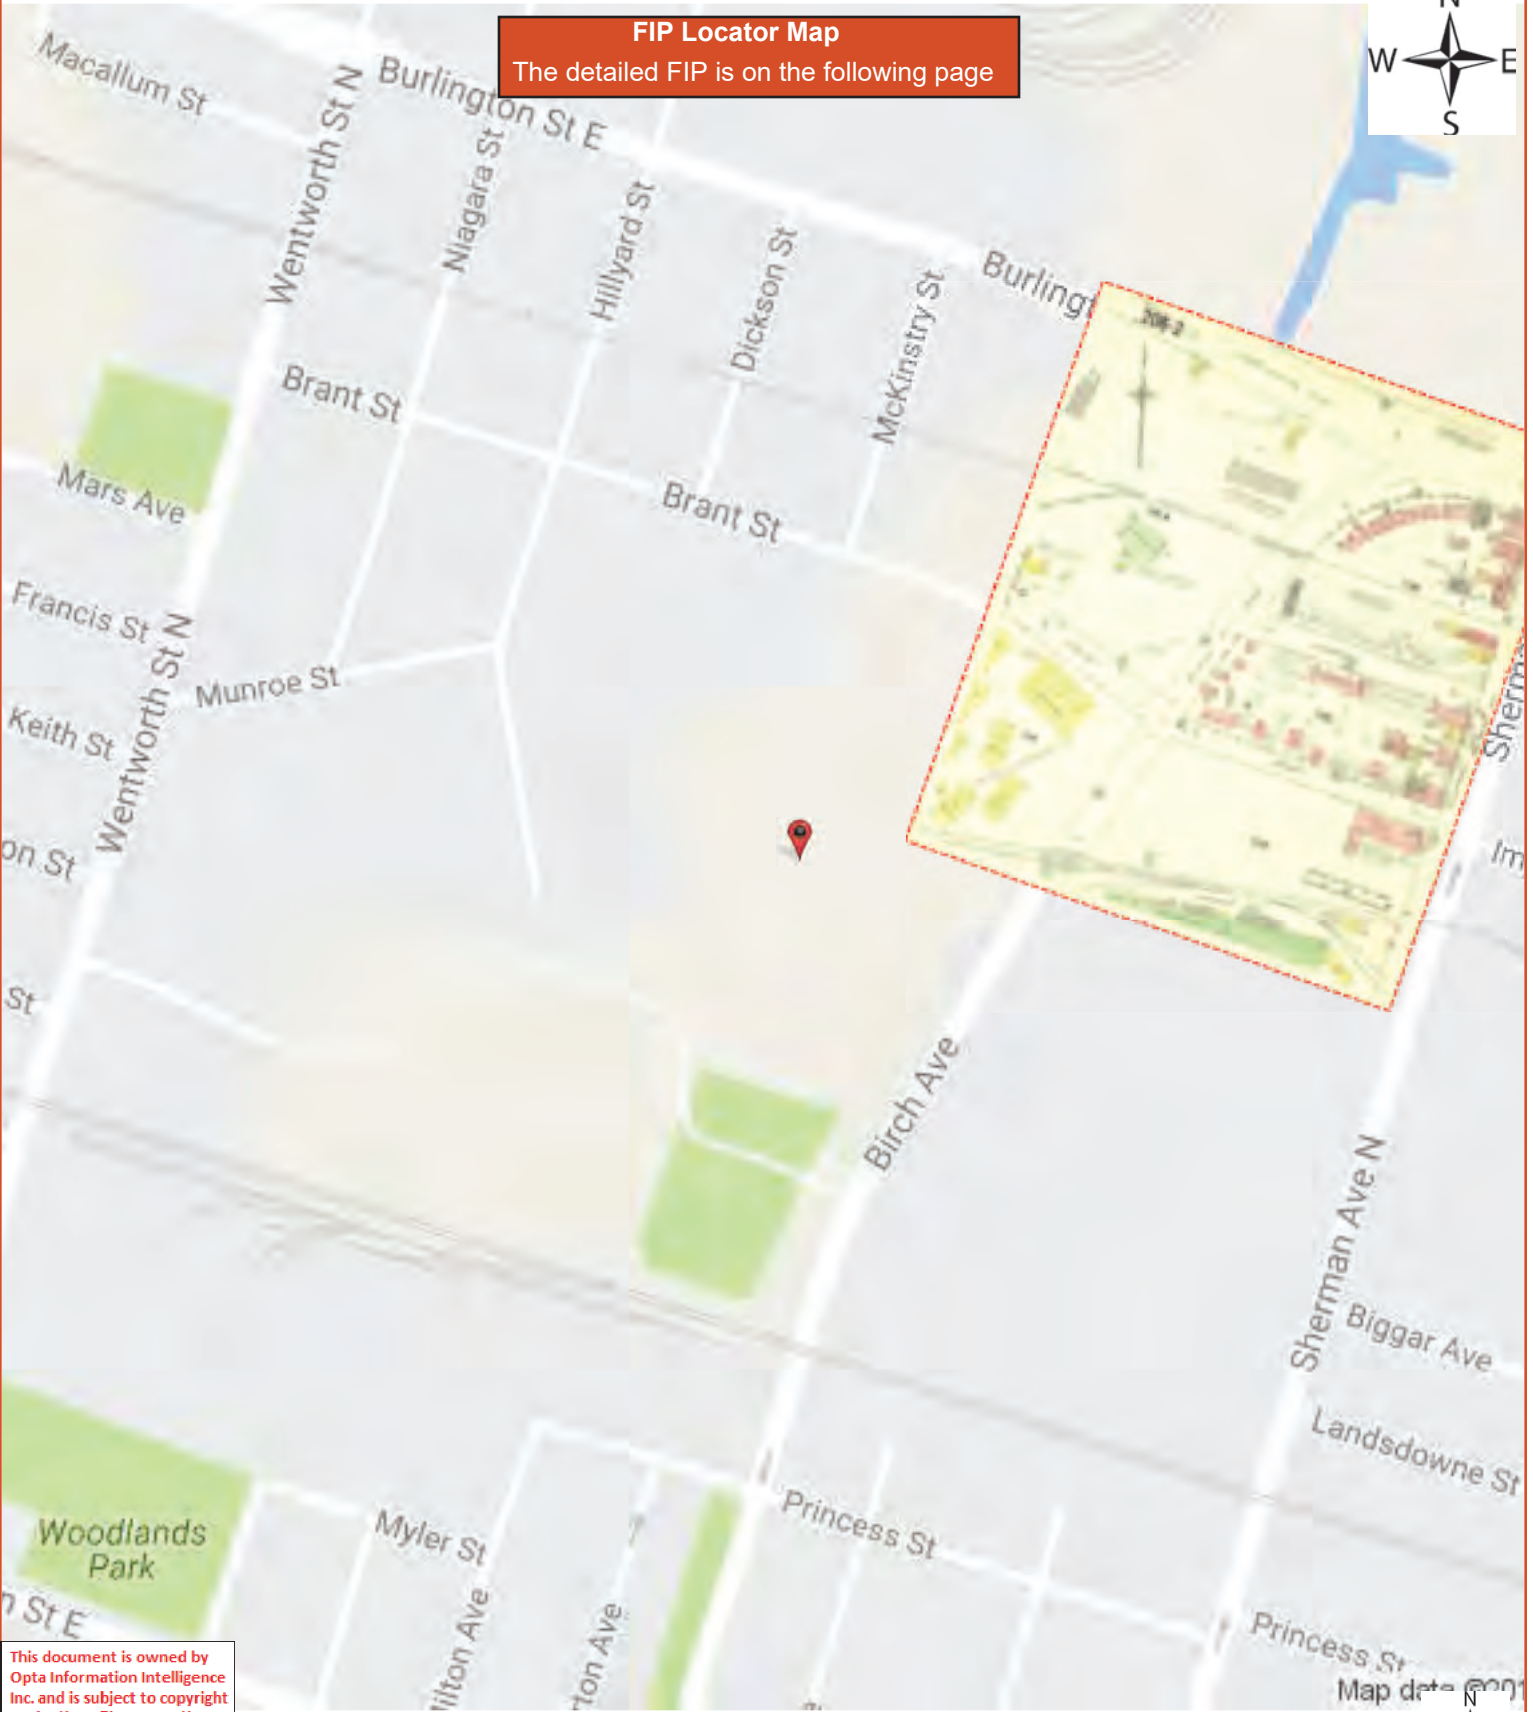 FIP Locator Map
The detailed FIP is on the following page
N
W
E
S
Macallum St
Wentworth St N
Burlington St E
Niagara St
Hillyard St
Dickson St
McKinstry St
Burlingt
Brant St
Brant St
Mars Ave
Francis St
Munroe St
Keith St
Wentworth St N
on St
St
Sherma
Im
Birch Ave
Sherman Ave N
Biggar Ave
Landsdowne St
Princess St
Princess St
Myler St
Woodlands
Park
n St E
ilton Ave
rton Ave
This document is owned by
Opta Information Intelligence
Inc. and is subject to copyright
Map data ©201
N